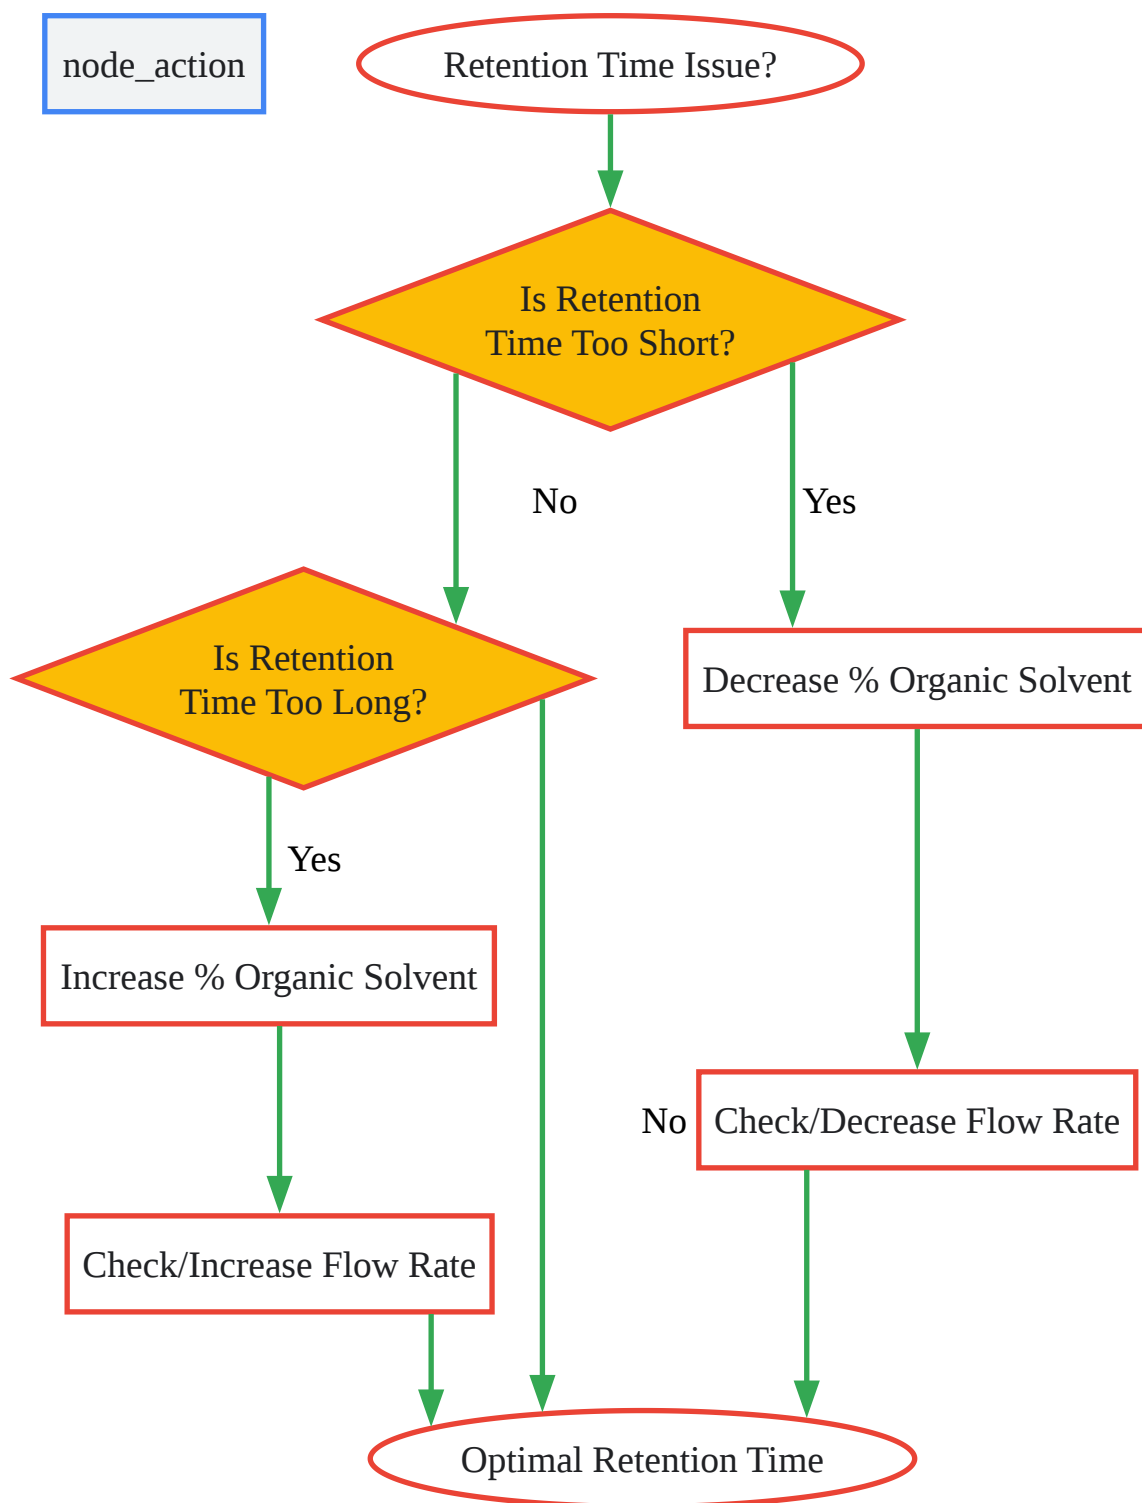 node_action
Retention Time Issue?
Is Retention
Time Too Short?
No
Yes
Is Retention
Time Too Long?
Decrease % Organic Solvent
Yes
Increase % Organic Solvent
No
Check/Decrease Flow Rate
Check/Increase Flow Rate
Optimal Retention Time